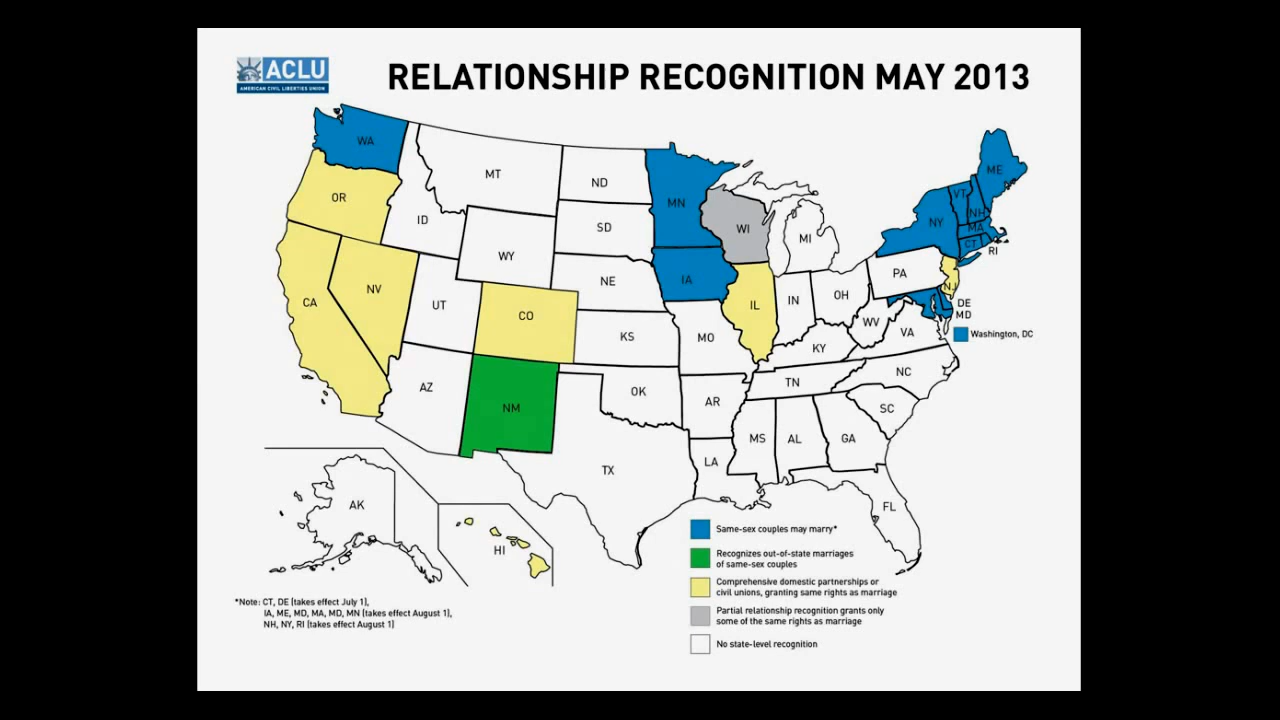 ACLU
AMERICAN CIVIL LIBERTIES UNION
RELATIONSHIP RECOGNITION MAY 2013
WA
MT
ND
ME
OR
ID
MN
VT
NH
SD
WY
WI
MI
NY
MA
CT
RI
NV
CA
UT
CO
NE
IA
IL
IN
OH
PA
NJ
DE
MD
KS
MO
WV
VA
KY
Washington, DC
AZ
NM
OK
AR
TN
NC
SC
TX
LA
MS
AL
GA
FL
AK
HI
Same-sex couples may marry*
Recognizes out-of-state marriages
of same-sex couples
Comprehensive domestic partnerships or
civil unions, granting same rights as marriage
Partial relationship recognition grants only
some of the same rights as marriage
No state-level recognition
*Note: CT, DE (takes effect July 1),
IA, ME, MD, MA, MD, MN (takes effect August 1),
NH, NY, RI (takes effect August 1)